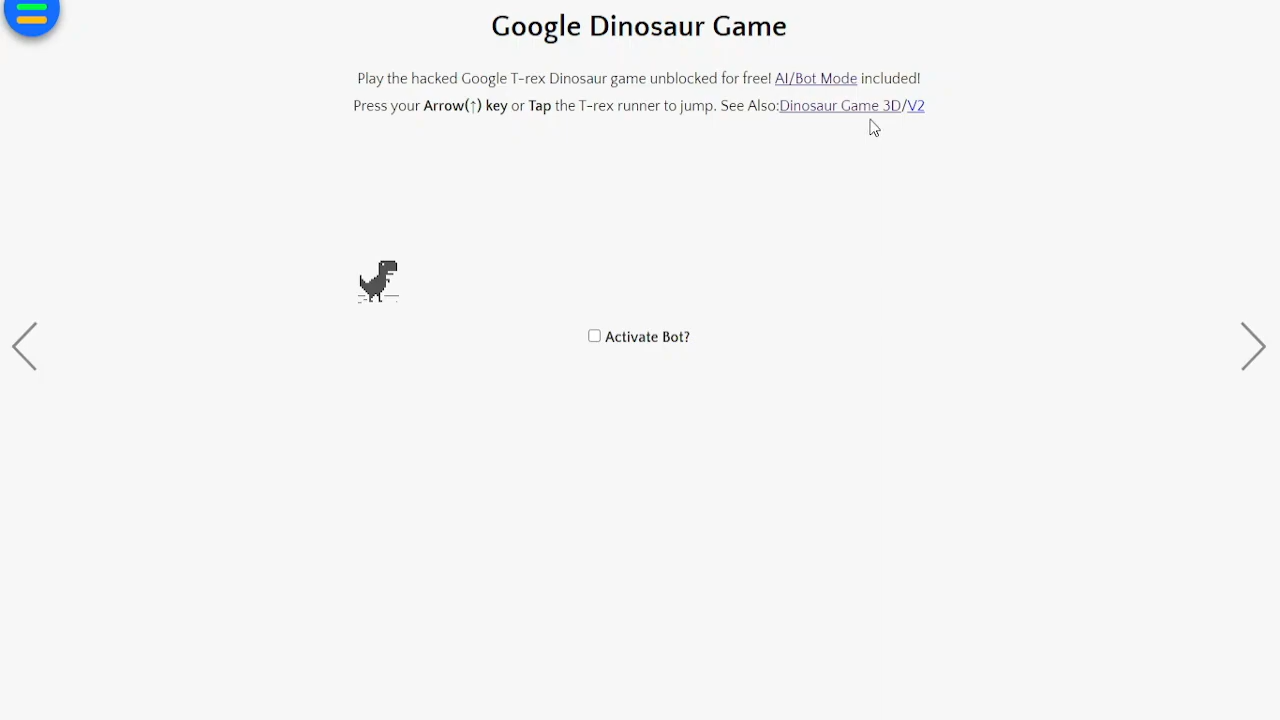 Google Dinosaur Game
Play the hacked Google T-rex Dinosaur game unblocked for free! AI/Bot Mode included!
Press your Arrow(↑) key or Tap the T-rex runner to jump. See Also:Dinosaur Game 3D/V2
Activate Bot?